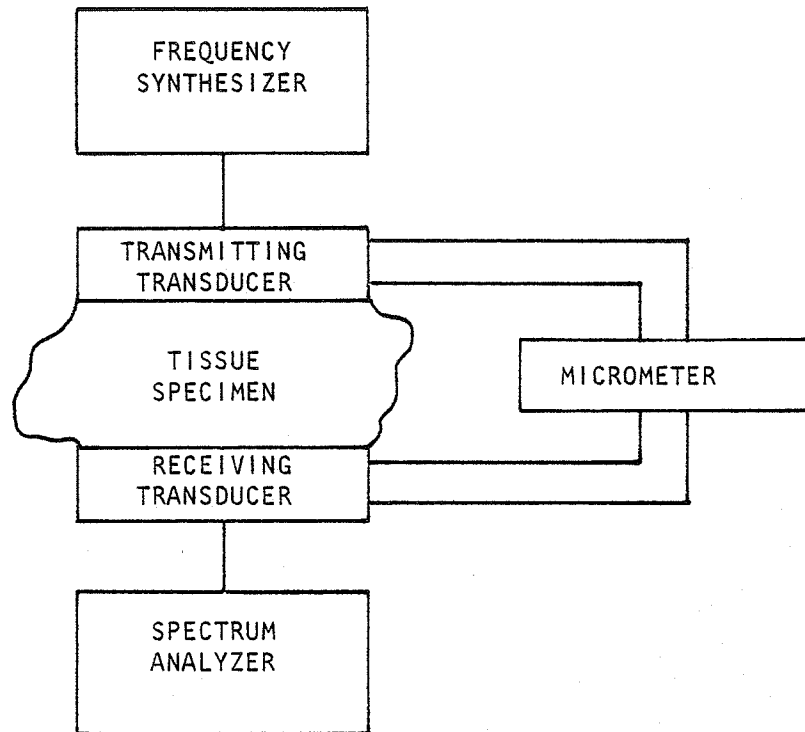 FREQUENCY
SYNTHESIZER
TRANSMITTING
TRANSDUCER
TISSUE
SPECIMEN
MICROMETER
RECEIVING
TRANSDUCER
SPECTRUM
ANALYZER